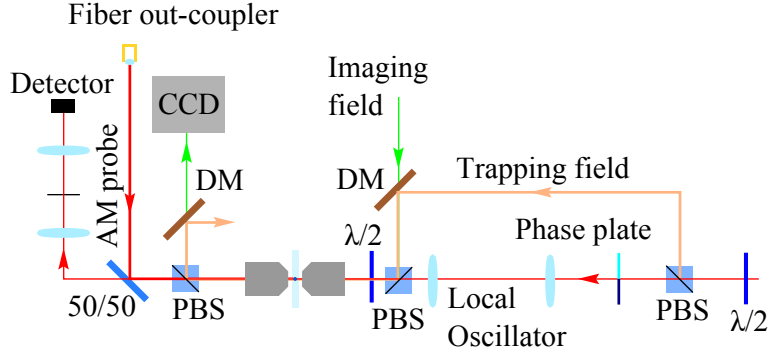 Fiber out-coupler
Detector
AM probe
CCD
DM
50/50
PBS
Imaging
field
DM
λ/2
PBS
Trapping field
Phase plate
Local
Oscillator
PBS
λ/2